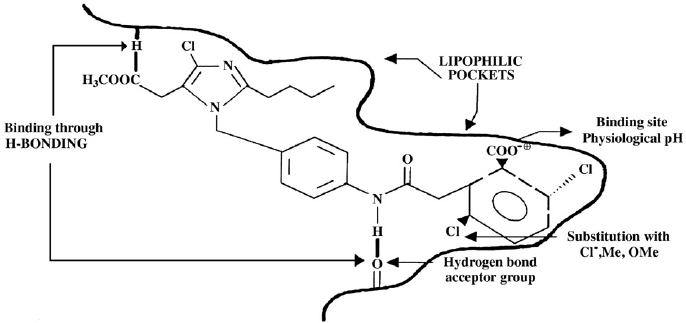 H
Cl
N
H₃COOC
N
LIPOPHILIC
POCKETS
Binding through
H-BONDING
Binding site
Physiological pH
COO⁻⊕
O
Cl
N
H
Cl
Substitution with
Cl⁻,Me, OMe
O
Hydrogen bond
acceptor group